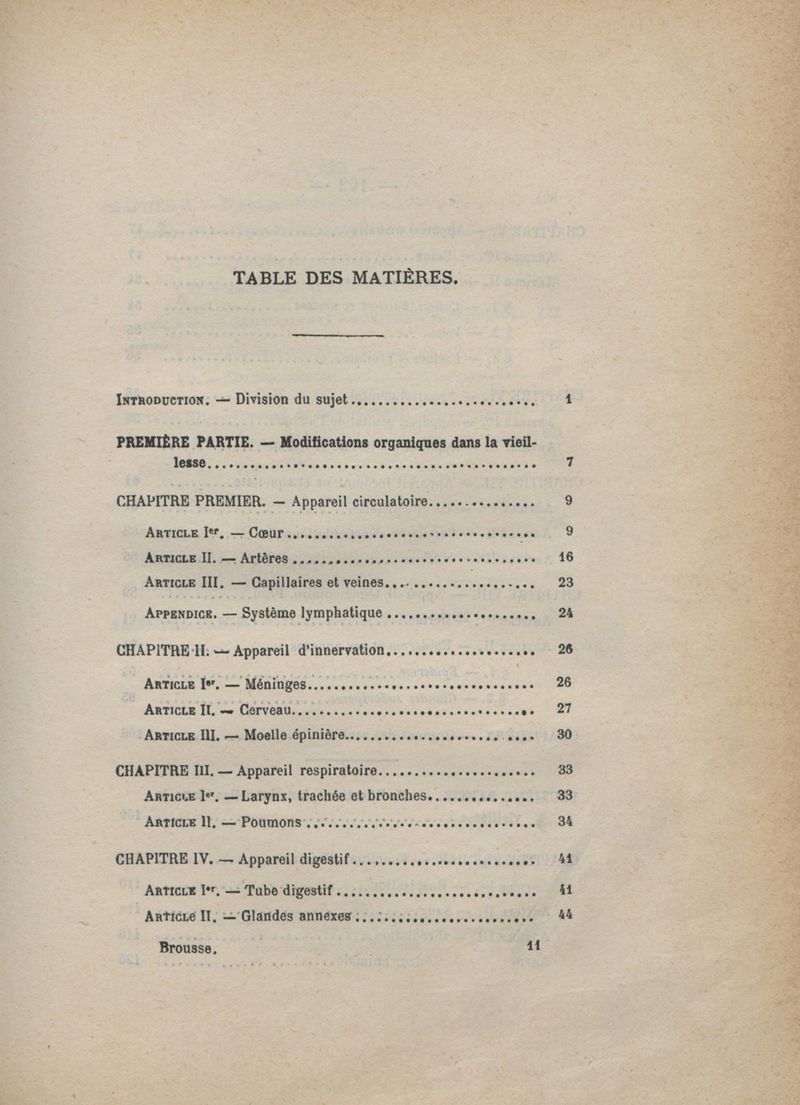 TABLE DES MATIÈRES.
INTRODUCTION. — Division du sujet.......................... 1
PREMIÈRE PARTIE. — Modifications organiques dans la vieil-
lesse.............................................. 7
CHAPITRE PREMIER. — Appareil circulatoire............... 9
ARTICLE Ier. — Cœur................................... 9
ARTICLE II. — Artères.................................. 16
ARTICLE III. — Capillaires et veines..................... 23
APPENDICE. — Système lymphatique..................... 24
CHAPITRE II. — Appareil d'innervation..................... 26
ARTICLE Ier. — Méninges................................ 26
ARTICLE II. — Cerveau.................................. 27
ARTICLE III. — Moelle épinière.......................... 30
CHAPITRE III. — Appareil respiratoire...................... 33
ARTICLE Ier. — Larynx, trachée et bronches............... 33
ARTICLE II. — Poumons................................. 34
CHAPITRE IV. — Appareil digestif.......................... 41
ARTICLE Ier. — Tube digestif............................. 41
ARTICLE II. — Glandes annexes......................... 44
Brousse. 11